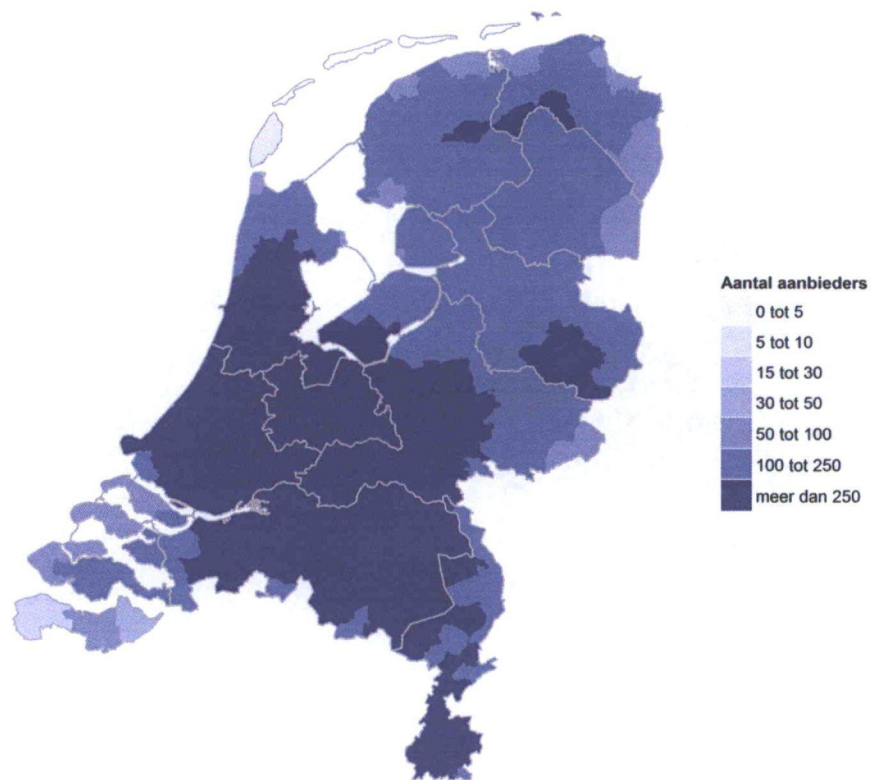 Aantal aanbieders
0 tot 5
5 tot 10
15 tot 30
30 tot 50
50 tot 100
100 tot 250
meer dan 250